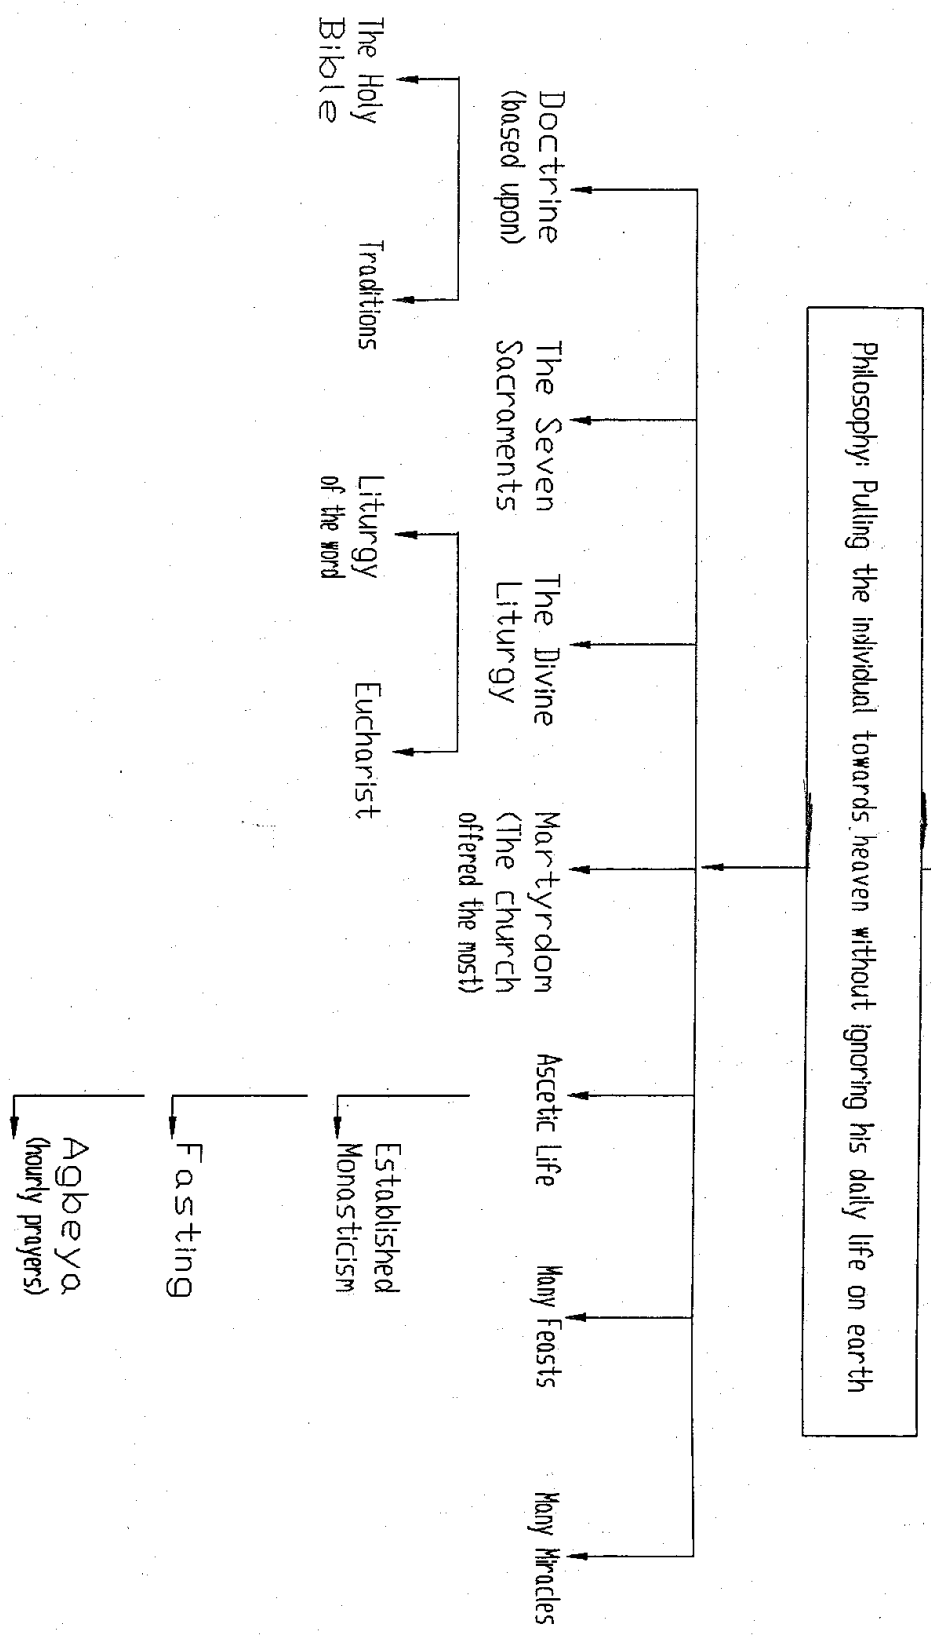 Philosophy: Pulling the individual towards heaven without ignoring his daily life on earth
Doctrine
(based upon)
The Seven
Sacraments
The Divine
Liturgy
Martyrdom
(The church
offered the most)
Ascetic Life
Many Feasts
Many Miracles
The Holy
Bible
Traditions
Liturgy
of the word
Eucharist
Established
Monasticism
Fasting
Agbeya
(hourly prayers)